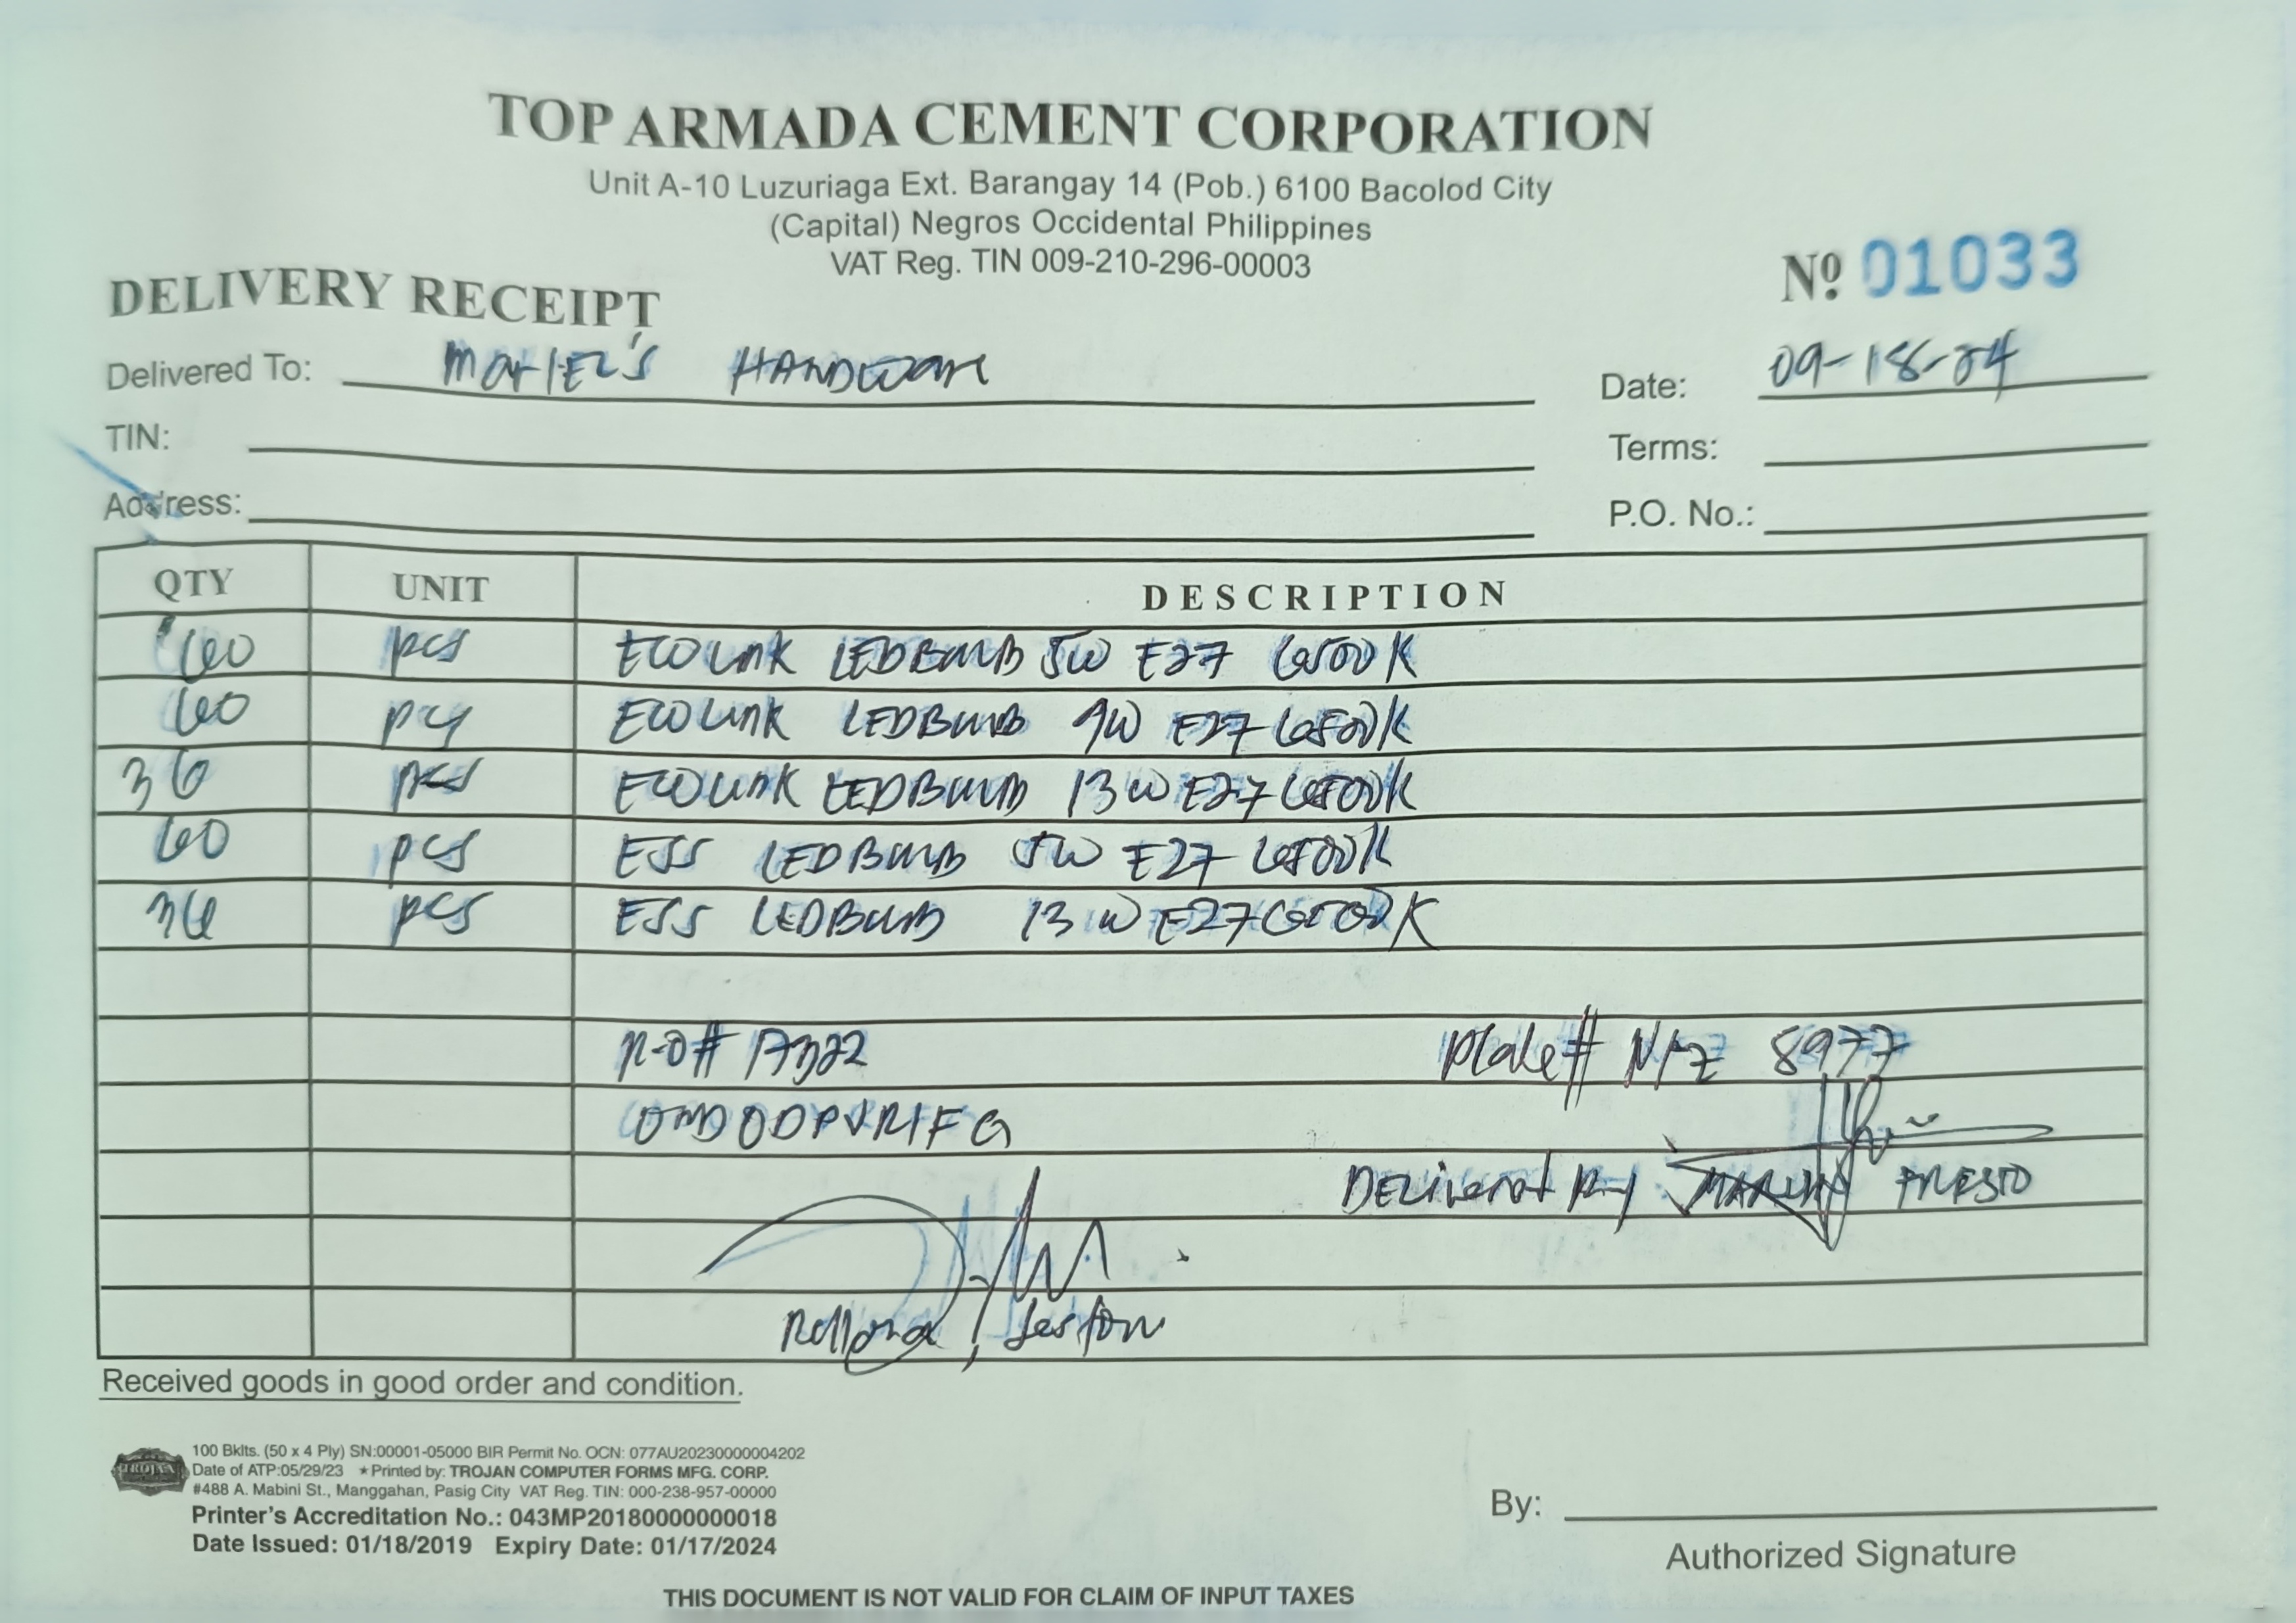 TOP ARMADA CEMENT CORPORATION
Unit A-10 Luzuriaga Ext. Barangay 14 (Pob.) 6100 Bacolod City
(Capital) Negros Occidental Philippines
VAT Reg. TIN 009-210-296-00003
Nº 01033
DELIVERY RECEIPT
Delivered To: MARIEL'S HARDWARE
Date: 09-18-24
TIN:
Terms:
Address:
P.O. No.:
QTY UNIT DESCRIPTION
60 pcs ECOLINK LEDBULB 5W E27 6500K
60 pcs ECOLINK LEDBULB 9W E27 6500K
36 pcs ECOLINK LEDBULB 13W E27 6500K
60 pcs ESS LEDBULB 5W E27 6500K
36 pcs ESS LEDBULB 13W E27 6500K
Plate# 8977
Delivered By: PRESTO
Received goods in good order and condition.
100 Bklts. (50 x 4 Ply) SN:00001-05000 BIR Permit No. OCN: 077AU20230000004202
TROJAN
Date of ATP:05/29/23 ★Printed by: TROJAN COMPUTER FORMS MFG. CORP.
#488 A. Mabini St., Manggahan, Pasig City VAT Reg. TIN: 000-238-957-00000
Printer's Accreditation No.: 043MP20180000000018
Date Issued: 01/18/2019 Expiry Date: 01/17/2024
By:
Authorized Signature
THIS DOCUMENT IS NOT VALID FOR CLAIM OF INPUT TAXES